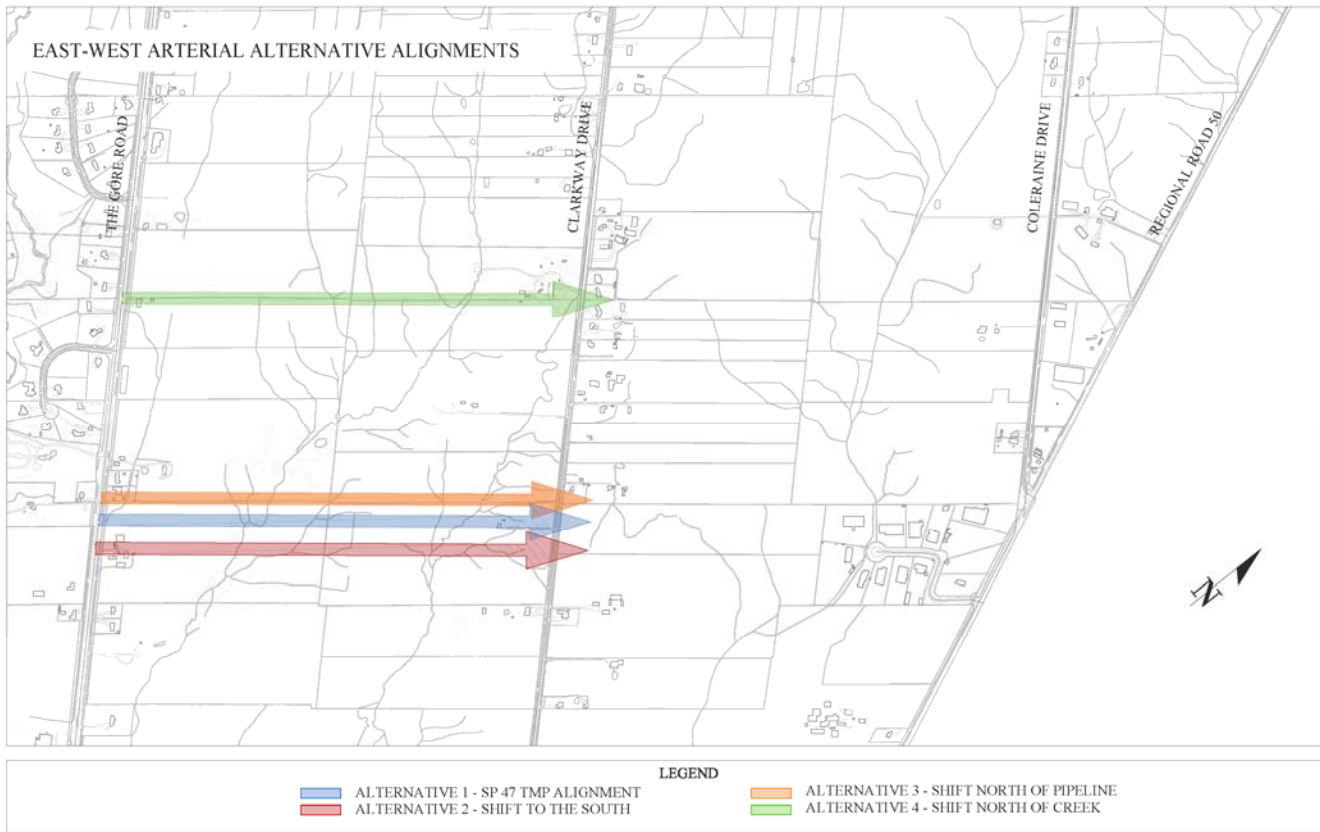 EAST-WEST ARTERIAL ALTERNATIVE ALIGNMENTS
THE GORE ROAD
CLARKWAY DRIVE
COLERAINE DRIVE
REGIONAL ROAD 50
N
LEGEND
ALTERNATIVE 1 - SP 47 TMP ALIGNMENT
ALTERNATIVE 2 - SHIFT TO THE SOUTH
ALTERNATIVE 3 - SHIFT NORTH OF PIPELINE
ALTERNATIVE 4 - SHIFT NORTH OF CREEK